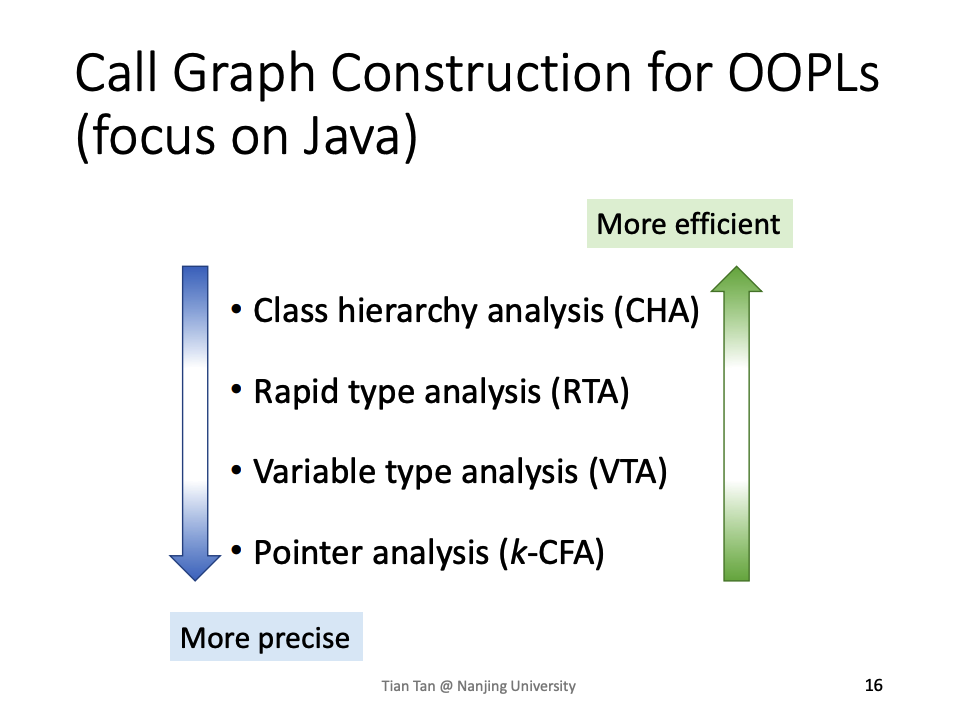 Call Graph Construction for OOPLs
(focus on Java)
More efficient
• Class hierarchy analysis (CHA)
• Rapid type analysis (RTA)
• Variable type analysis (VTA)
• Pointer analysis (k-CFA)
More precise
Tian Tan @ Nanjing University
16